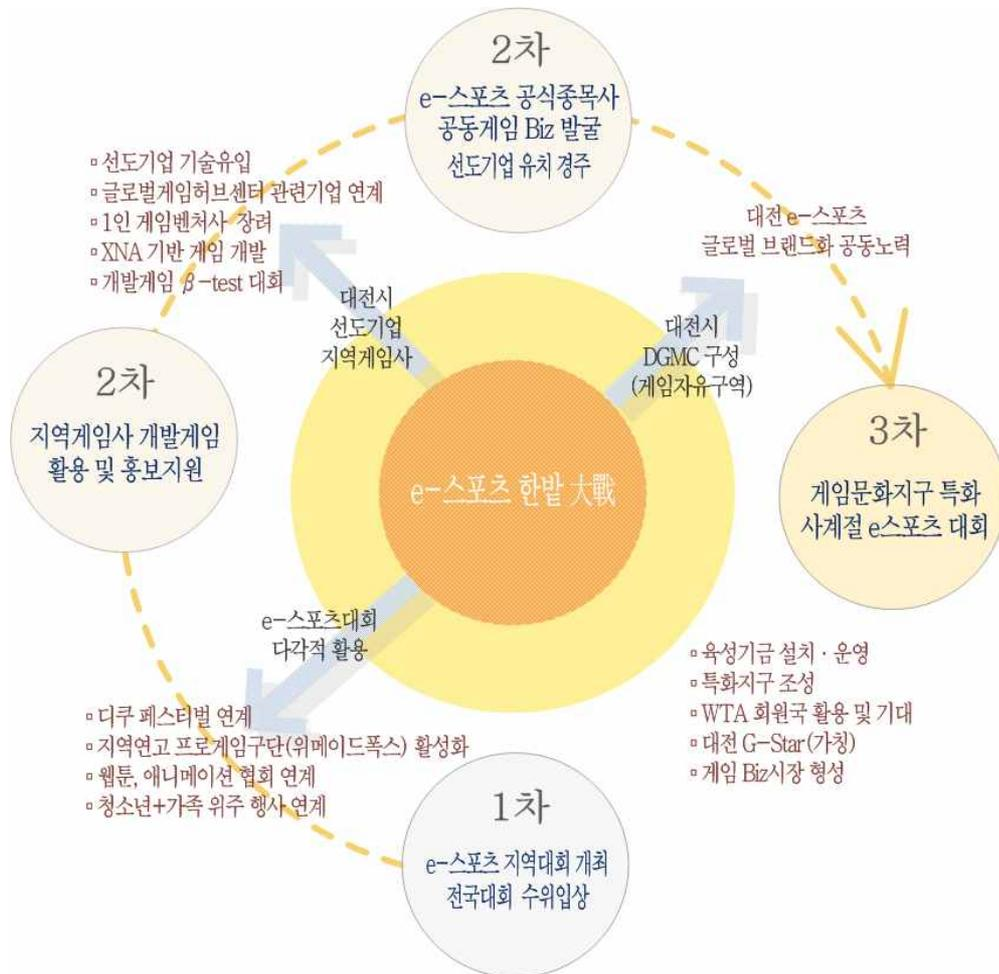 2차
e-스포츠 공식종목사
공동게임 Biz 발굴
선도기업 유치 경주
▫ 선도기업 기술유입
▫ 글로벌게임허브센터 관련기업 연계
▫ 1인 게임벤처사 장려
▫ XNA 기반 게임 개발
▫ 개발게임 β-test 대회
대전 e-스포츠
글로벌 브랜드화 공동노력
대전시
선도기업
지역게임사
대전시
DGMC 구성
(게임자유구역)
2차
지역게임사 개발게임
활용 및 홍보지원
e-스포츠 한밭 大戰
3차
게임문화지구 특화
사계절 e스포츠 대회
e-스포츠대회
다각적 활용
▫ 육성기금 설치 · 운영
▫ 특화지구 조성
▫ WTA 회원국 활용 및 기대
▫ 대전 G-Star(가칭)
▫ 게임 Biz시장 형성
▫ 디쿠 페스티벌 연계
▫ 지역연고 프로게임구단(위메이드폭스) 활성화
▫ 웹툰, 애니메이션 협회 연계
▫ 청소년+가족 위주 행사 연계
1차
e-스포츠 지역대회 개최
전국대회 수위입상